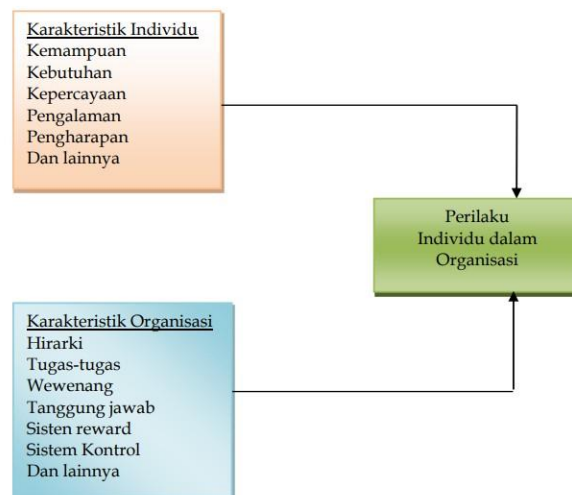 Karakteristik Individu
Kemampuan
Kebutuhan
Kepercayaan
Pengalaman
Pengharapan
Dan lainnya
Perilaku
Individu dalam
Organisasi
Karakteristik Organisasi
Hirarki
Tugas-tugas
Wewenang
Tanggung jawab
Sisten reward
Sistem Kontrol
Dan lainnya